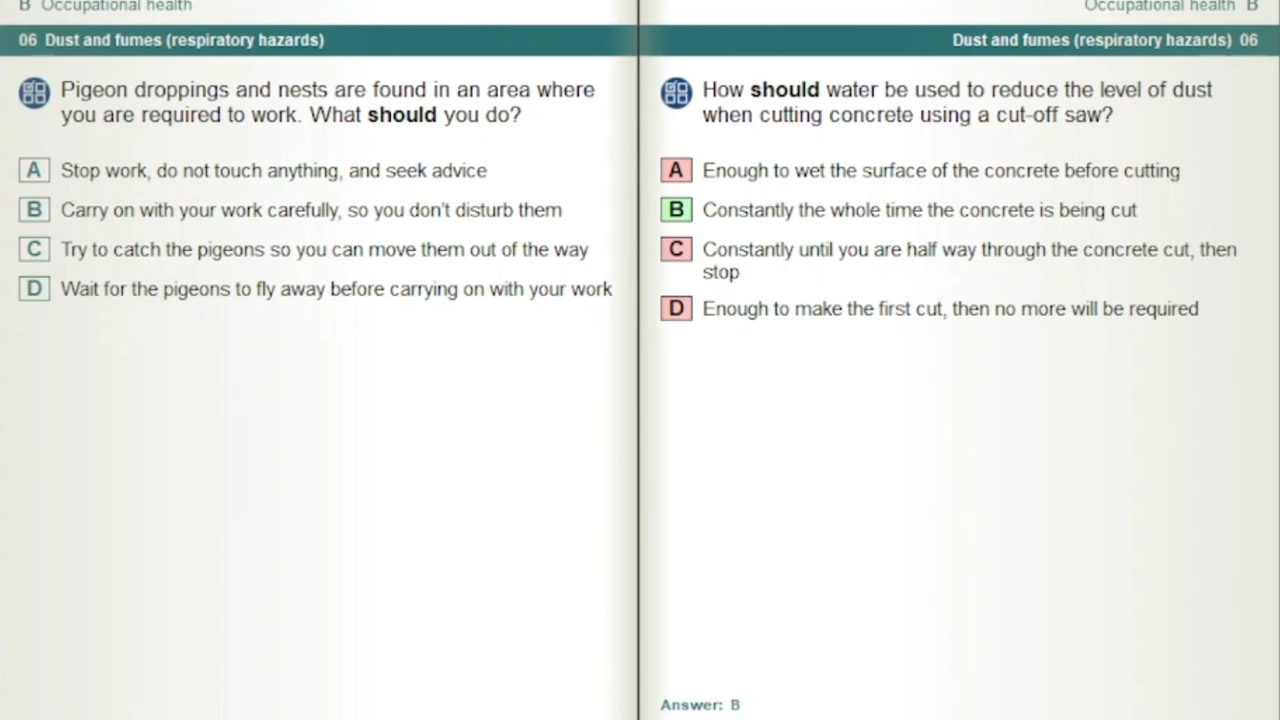 B Occupational health
06 Dust and fumes (respiratory hazards)
Pigeon droppings and nests are found in an area where
you are required to work. What should you do?
A Stop work, do not touch anything, and seek advice
B Carry on with your work carefully, so you don't disturb them
C Try to catch the pigeons so you can move them out of the way
D Wait for the pigeons to fly away before carrying on with your work
Occupational health B
Dust and fumes (respiratory hazards) 06
How should water be used to reduce the level of dust
when cutting concrete using a cut-off saw?
A Enough to wet the surface of the concrete before cutting
B Constantly the whole time the concrete is being cut
C Constantly until you are half way through the concrete cut, then
stop
D Enough to make the first cut, then no more will be required
Answer: B